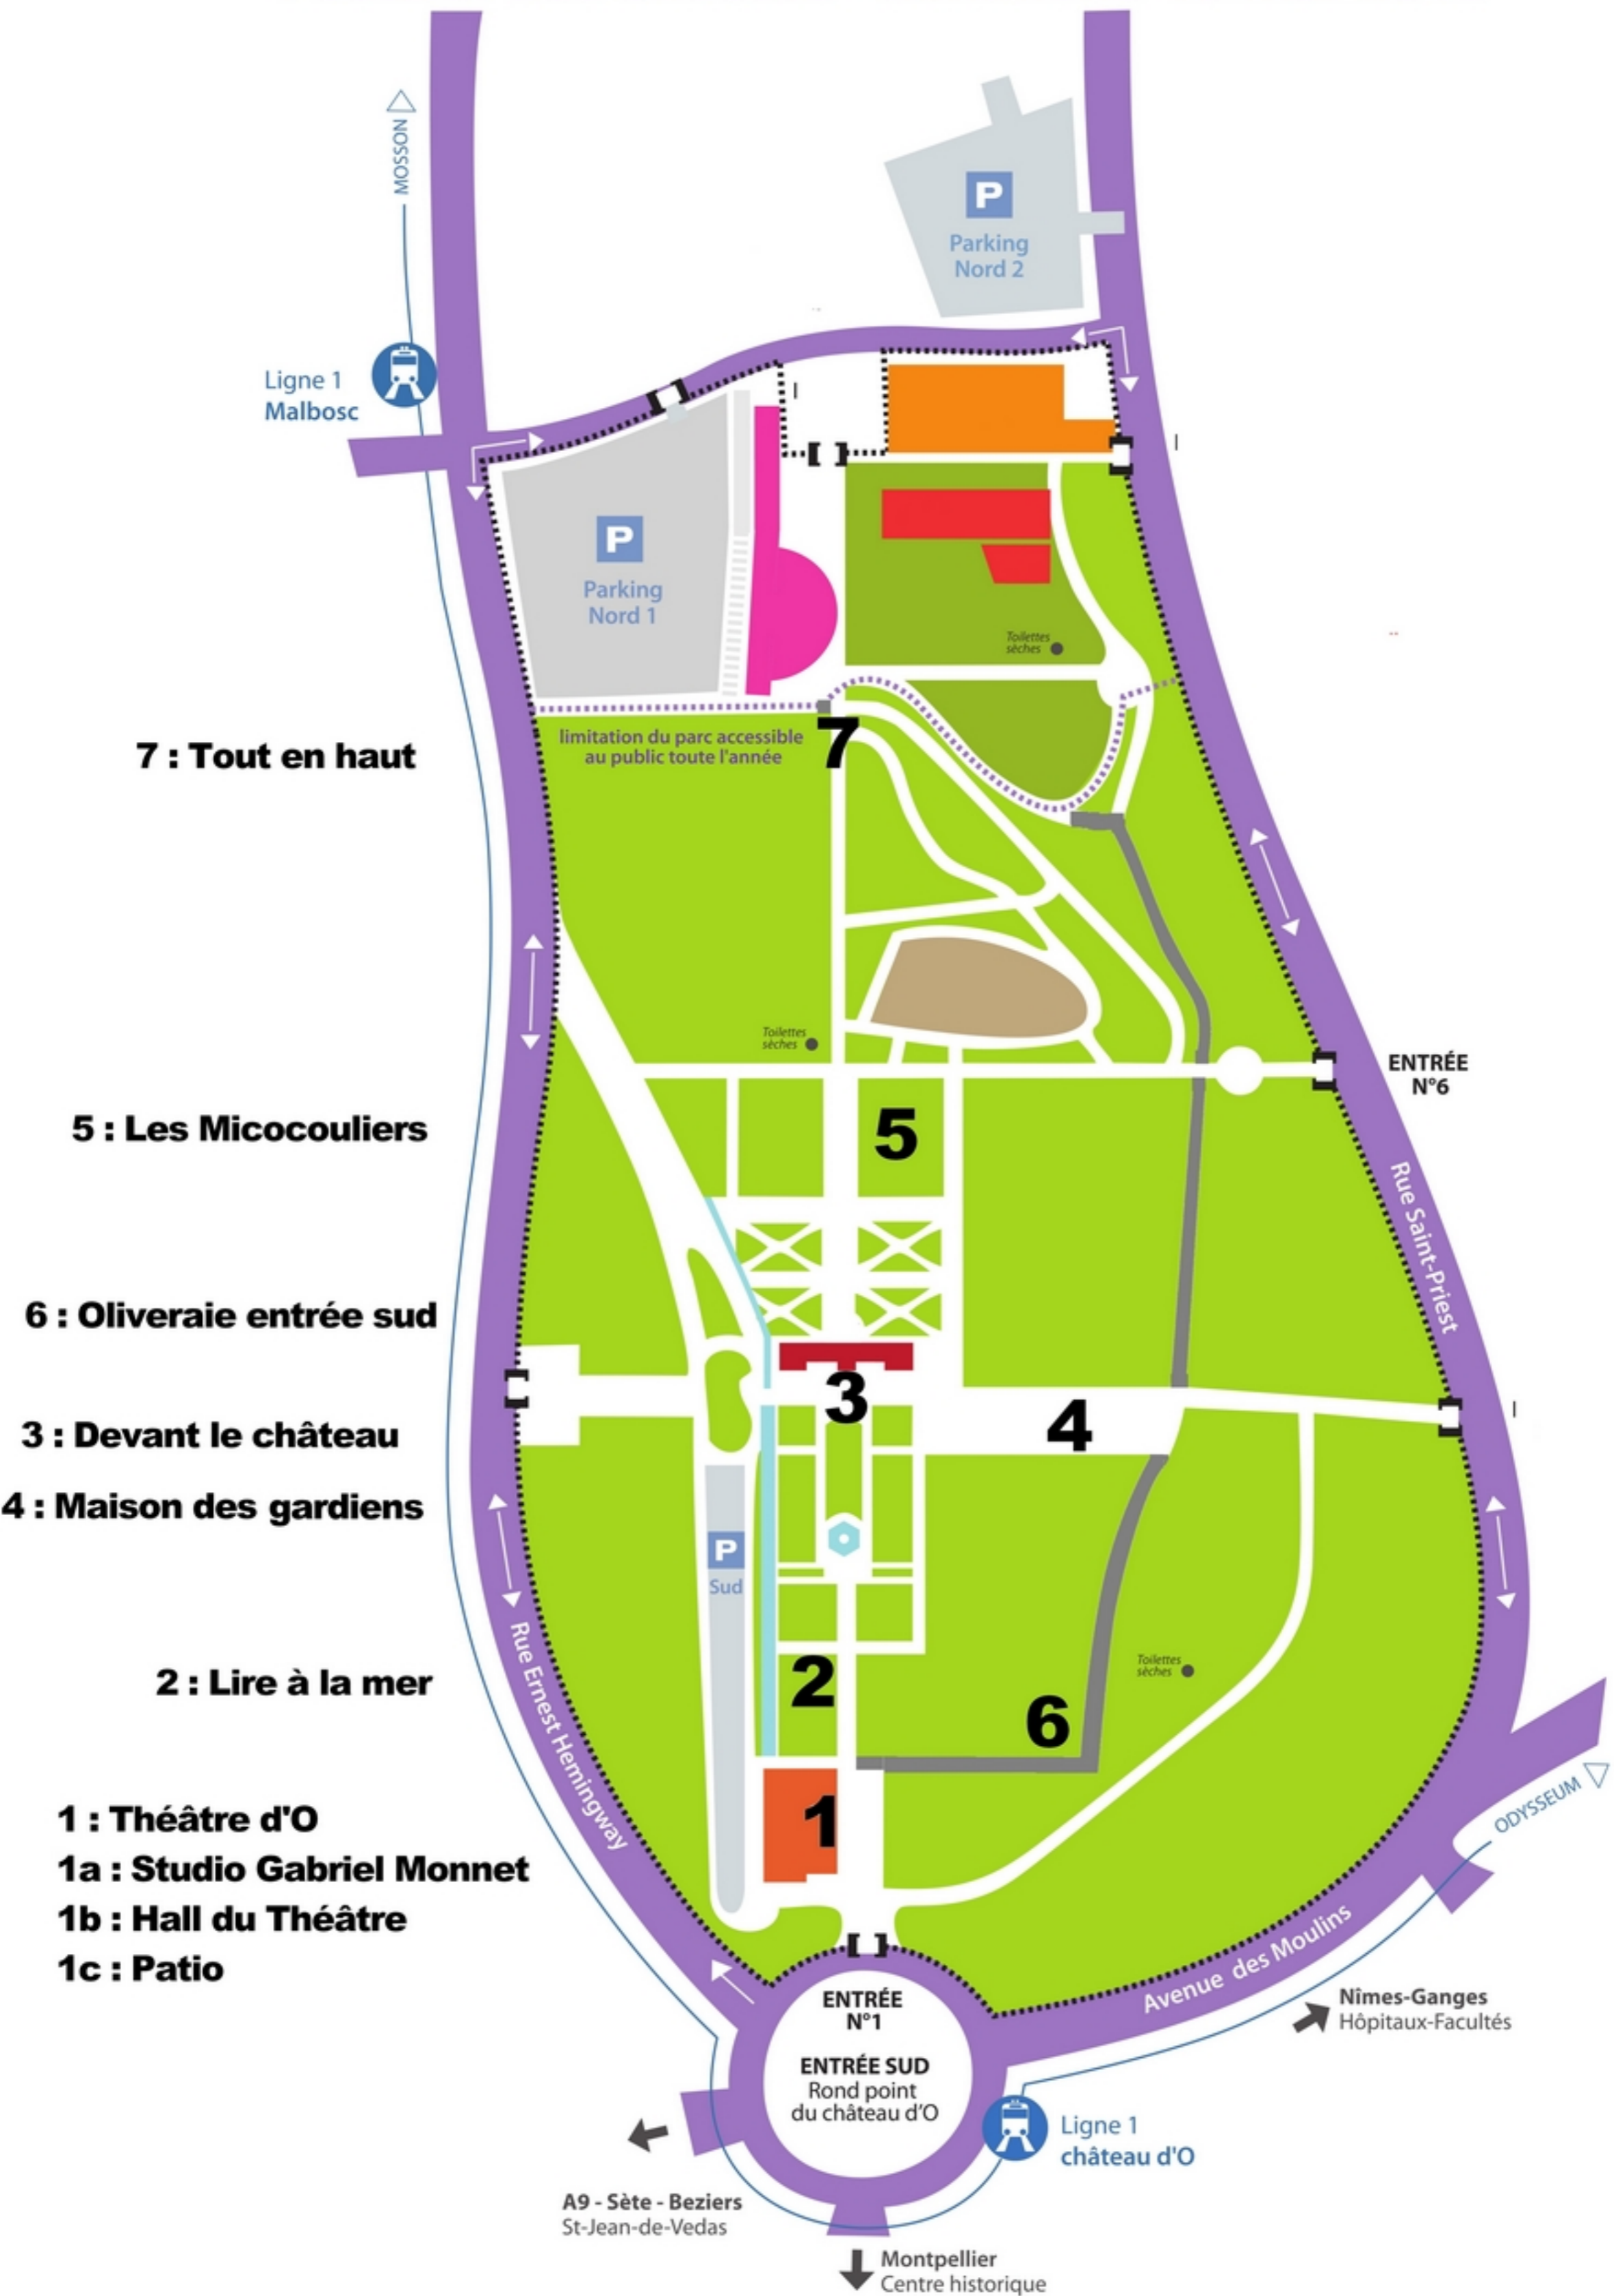 MOSSON
P
Parking
Nord 2
Ligne 1
Malbosc
P
Parking
Nord 1
Toilettes
sèches
limitation du parc accessible
au public toute l'année
7
7 : Tout en haut
Toilettes
sèches
ENTRÉE
N°6
5
5 : Les Micocouliers
Rue Saint-Priest
6 : Oliveraie entrée sud
3
4
3 : Devant le château
4 : Maison des gardiens
P
Sud
Rue Ernest Hemingway
2
2 : Lire à la mer
Toilettes
sèches
6
1
1 : Théâtre d'O
1a : Studio Gabriel Monnet
1b : Hall du Théâtre
1c : Patio
ODYSSEUM
Avenue des Moulins
ENTRÉE
N°1
ENTRÉE SUD
Rond point
du château d'O
Nîmes-Ganges
Hôpitaux-Facultés
Ligne 1
château d'O
A9 - Sète - Beziers
St-Jean-de-Vedas
Montpellier
Centre historique